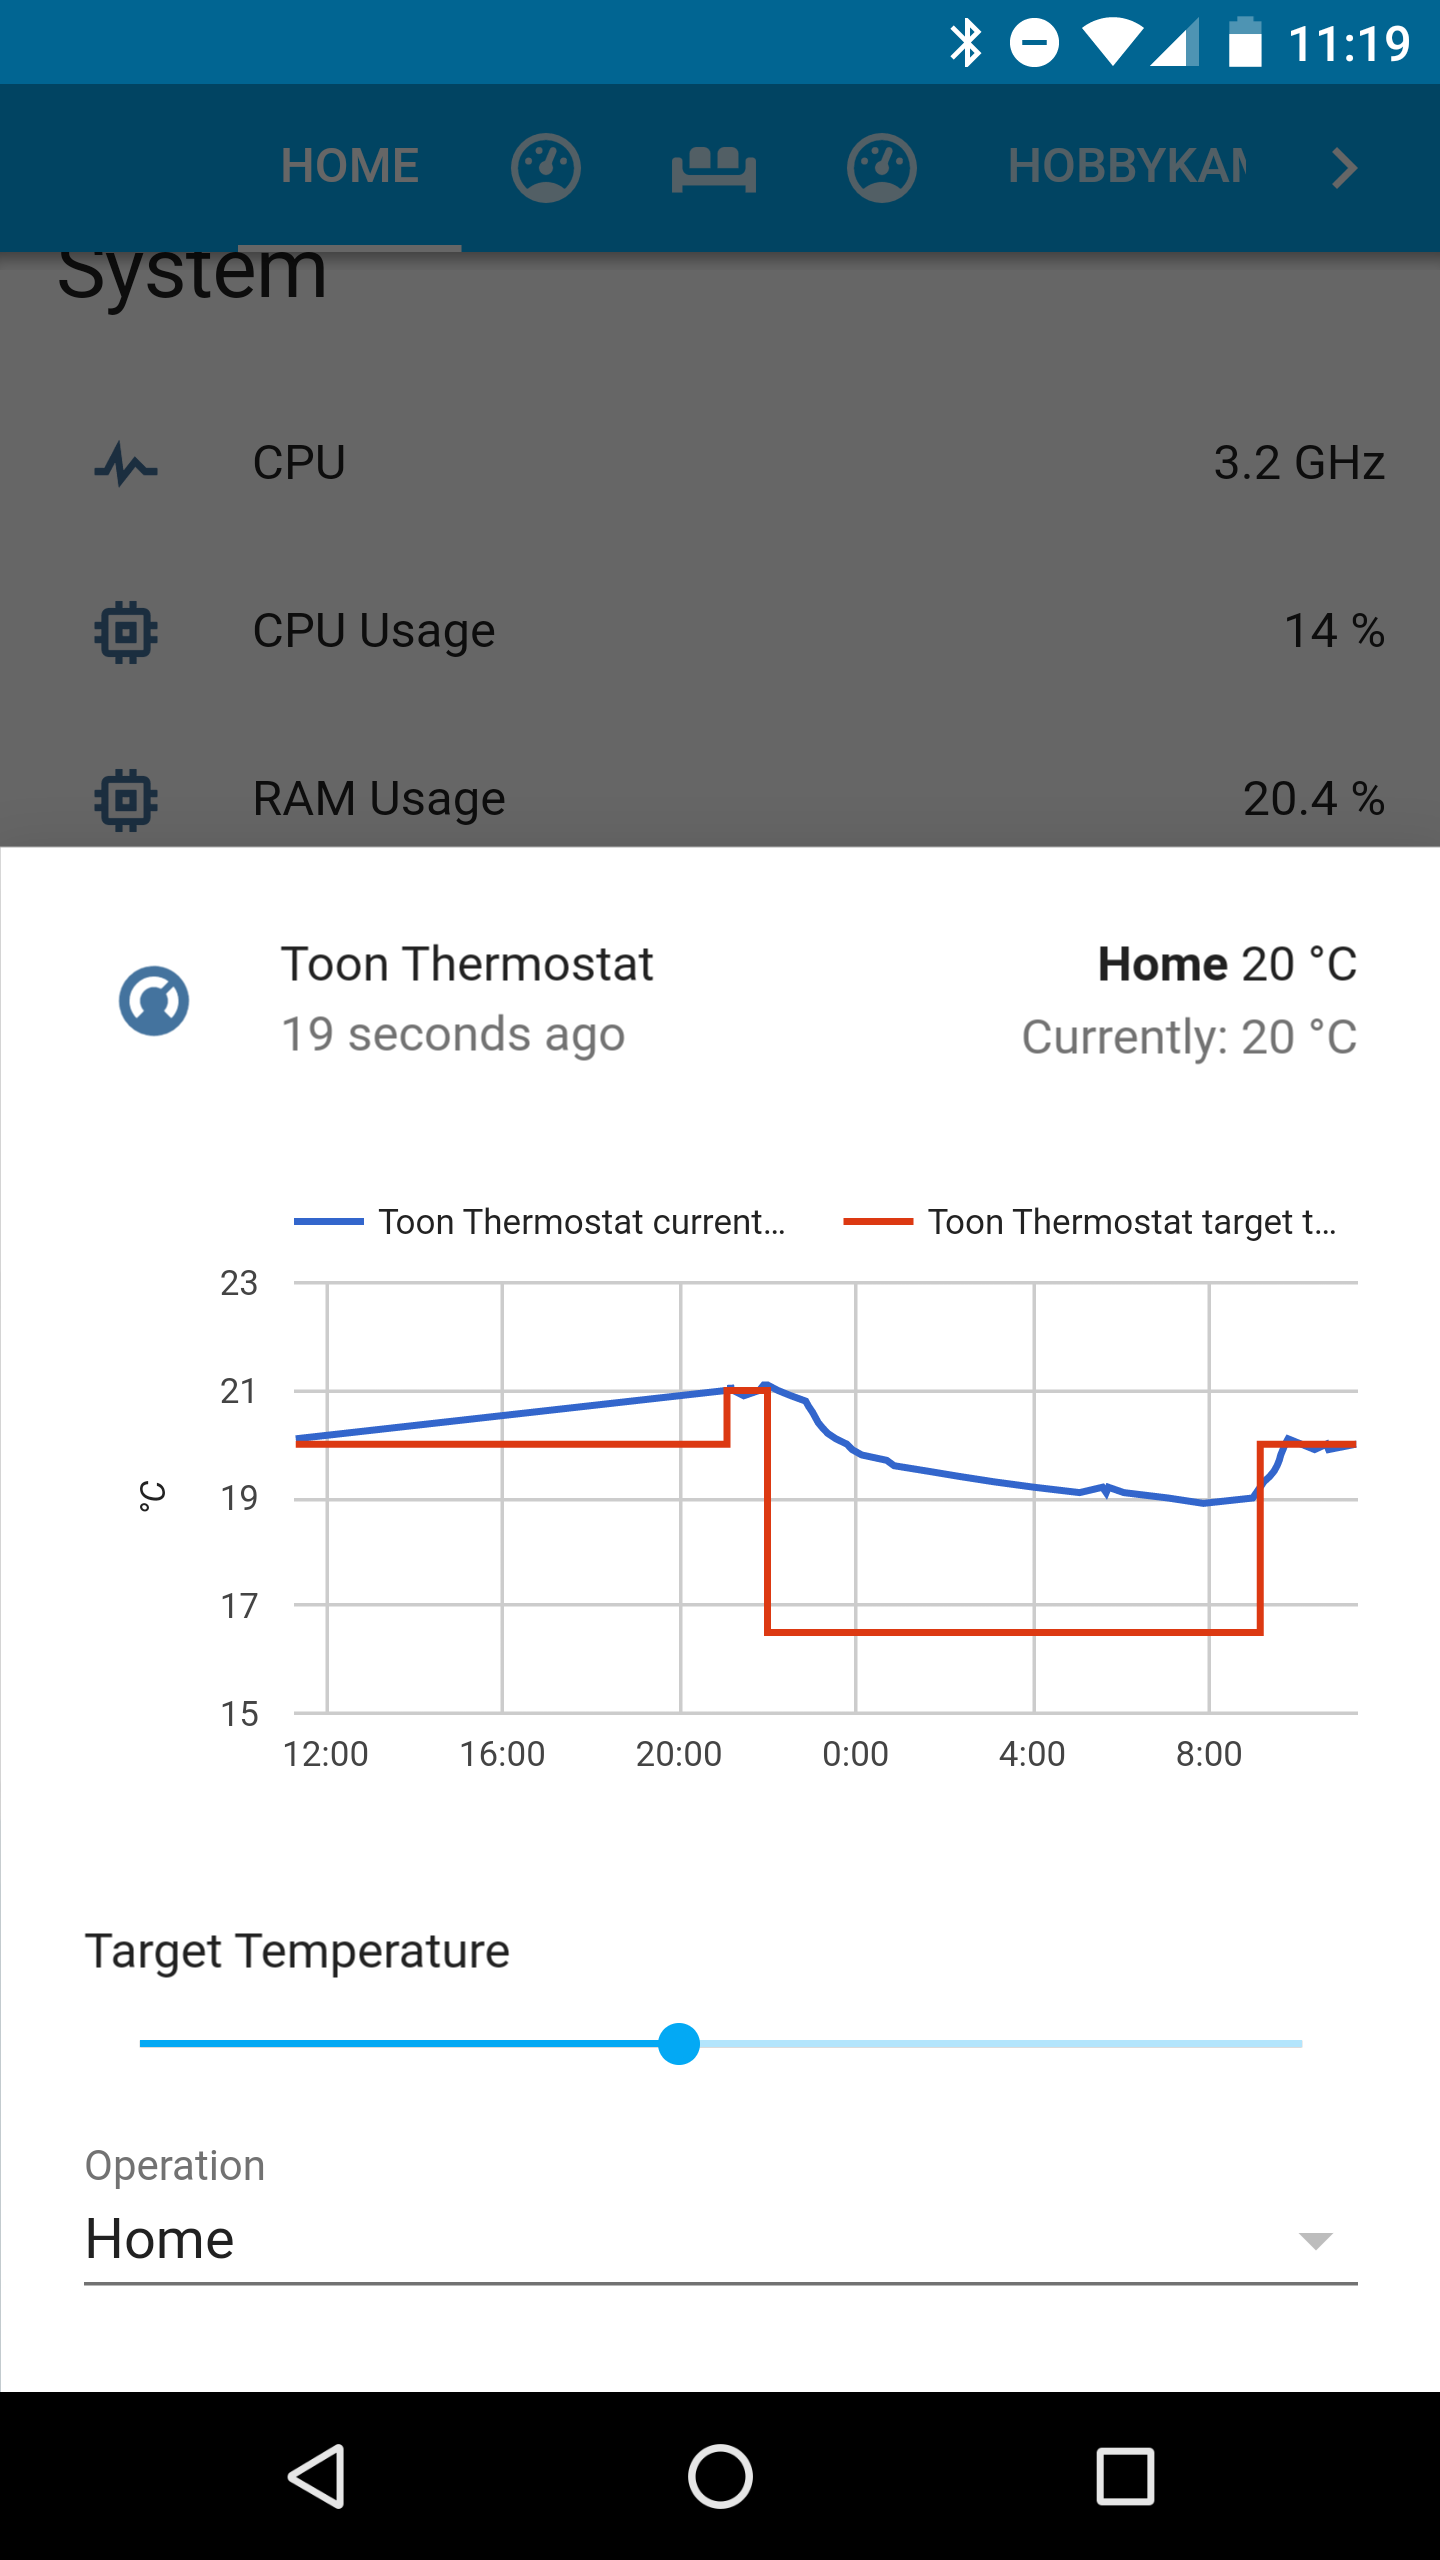 11:19
HOME HOBBYKAM
System
CPU 3.2 GHz
CPU Usage 14 %
RAM Usage 20.4 %
Toon Thermostat Home 20 °C
19 seconds ago Currently: 20 °C
Toon Thermostat current... Toon Thermostat target t...
23
21
°C
19
17
15
12:00 16:00 20:00 0:00 4:00 8:00
Target Temperature
Operation
Home